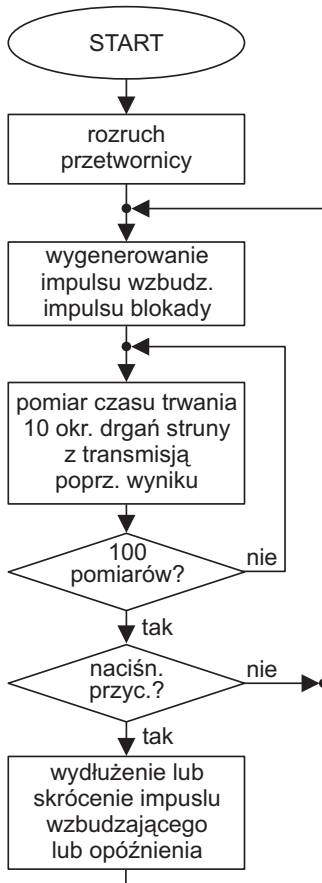 START
rozruch
przetwornicy
wygenerowanie
impulsu wzbudz.
impulsu blokady
pomiar czasu trwania
10 okr. drgań struny
z transmisją
poprz. wyniku
100
pomiarów?
nie
tak
naciśn.
przyc.?
nie
tak
wydłużenie lub
skrócenie impuslu
wzbudzającego
lub opóźnienia